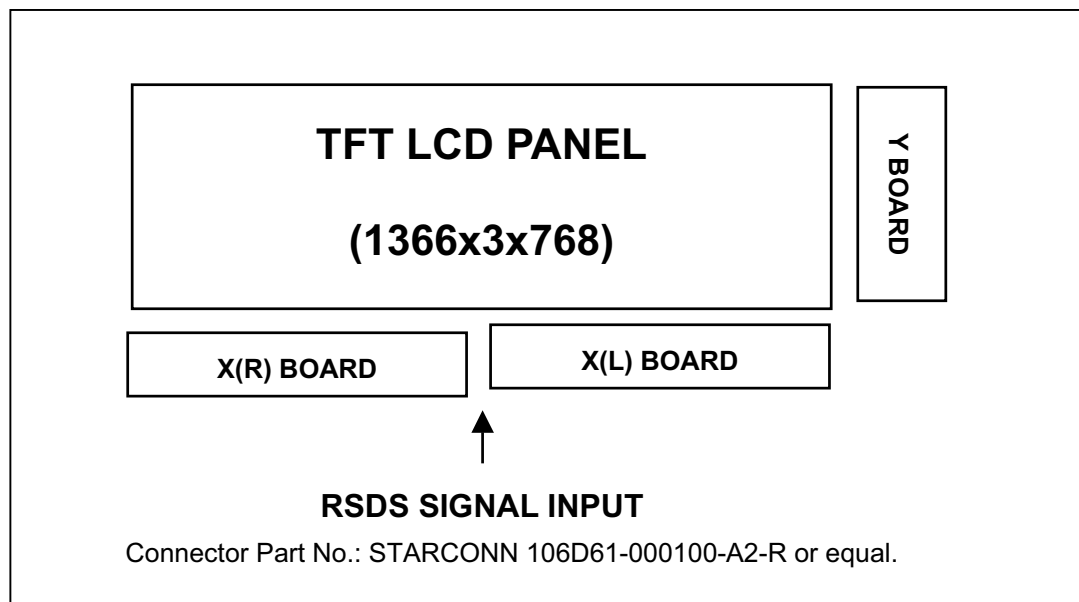 TFT LCD PANEL
(1366x3x768)
Y BOARD
X(R) BOARD
X(L) BOARD
RSDS SIGNAL INPUT
Connector Part No.: STARCONN 106D61-000100-A2-R or equal.